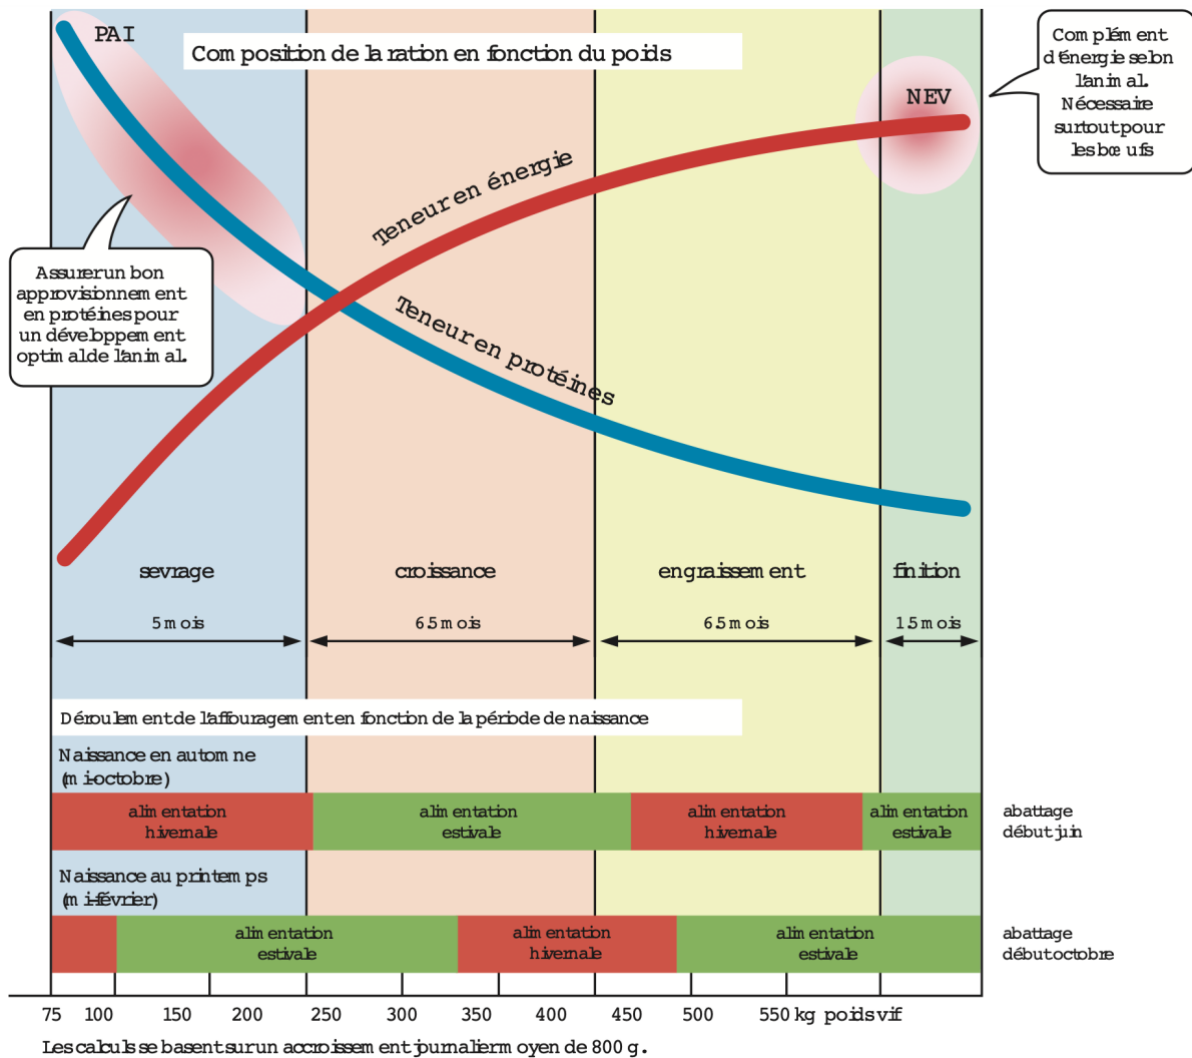 PAI
Composition de la ration en fonction du poids
NEV
Complément
d'énergie selon
l'animal.
Nécessaire
surtout pour
les bœufs
Teneur en énergie
Teneur en protéines
Assurer un bon
approvisionnement
en protéines pour
un développement
optimal de l'animal.
sevrage
croissance
engraissement
finition
5 mois
6.5 mois
6.5 mois
1.5 mois
Déroulement de l'affouragement en fonction de la période de naissance
Naissance en automne
(mi-octobre)
alimentation
hivernale
alimentation
estivale
alimentation
hivernale
alimentation
estivale
abattage
début juin
Naissance au printemps
(mi-février)
alimentation
estivale
alimentation
hivernale
alimentation
estivale
abattage
début octobre
75 100 150 200 250 300 350 400 450 500 550 kg poids vif
Les calculs se basent sur un accroissement journalier moyen de 800 g.